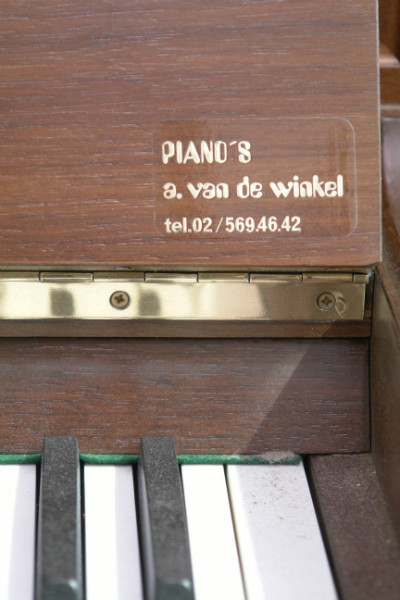 PIANO'S
a. van de winkel
tel.02/569.46.42